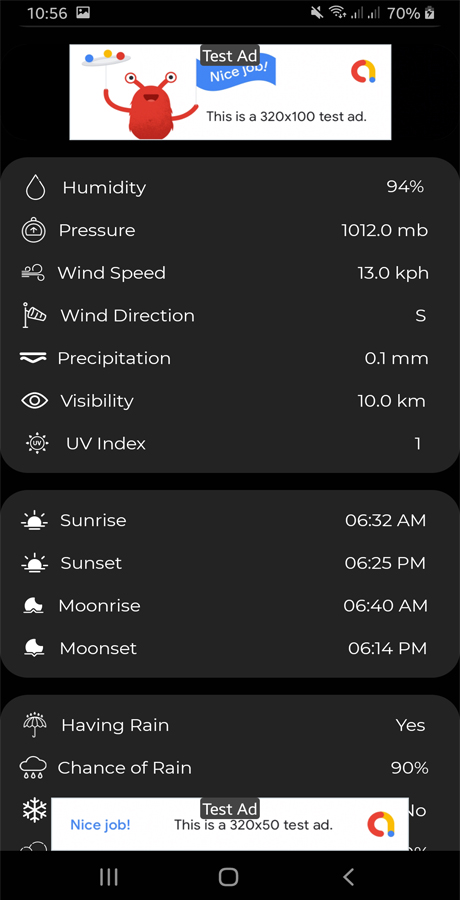 10:56 70%
Test Ad
Nice job!
This is a 320x100 test ad.
Humidity 94%
Pressure 1012.0 mb
Wind Speed 13.0 kph
Wind Direction S
Precipitation 0.1 mm
Visibility 10.0 km
UV UV Index 1
Sunrise 06:32 AM
Sunset 06:25 PM
Moonrise 06:40 AM
Moonset 06:14 PM
Having Rain Yes
Chance of Rain 90%
No
Test Ad
Nice job! This is a 320x50 test ad.